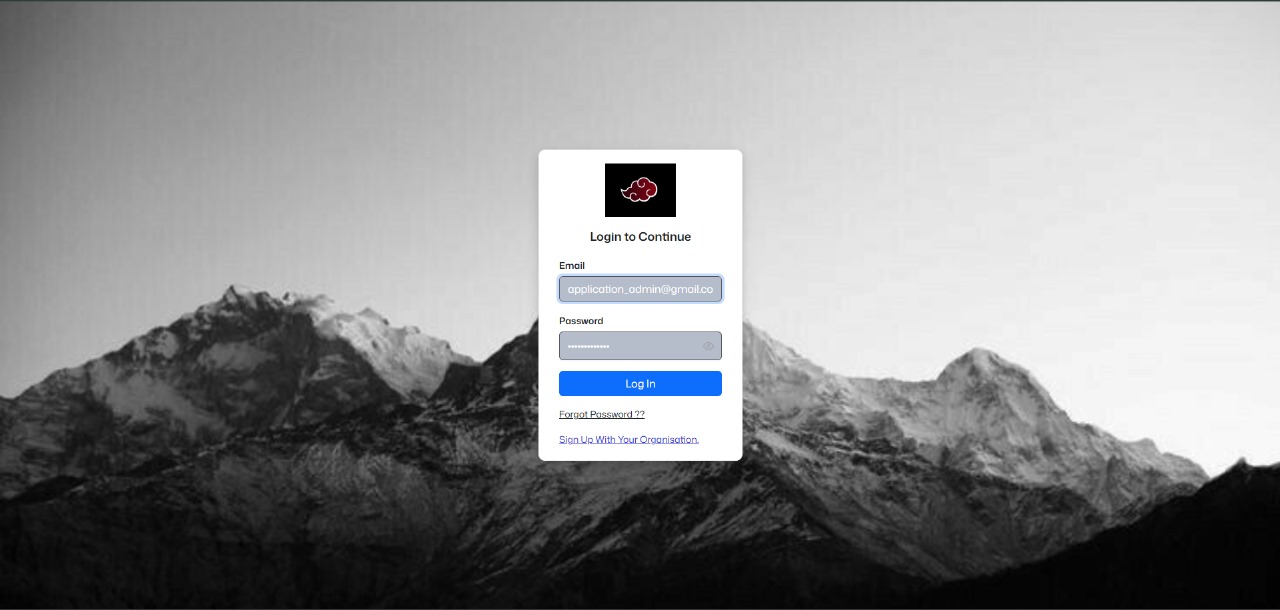 Login to Continue
Email
application_admin@gmail.co
Password
•••••••••••••
Log In
Forgot Password ??
Sign Up With Your Organisation.